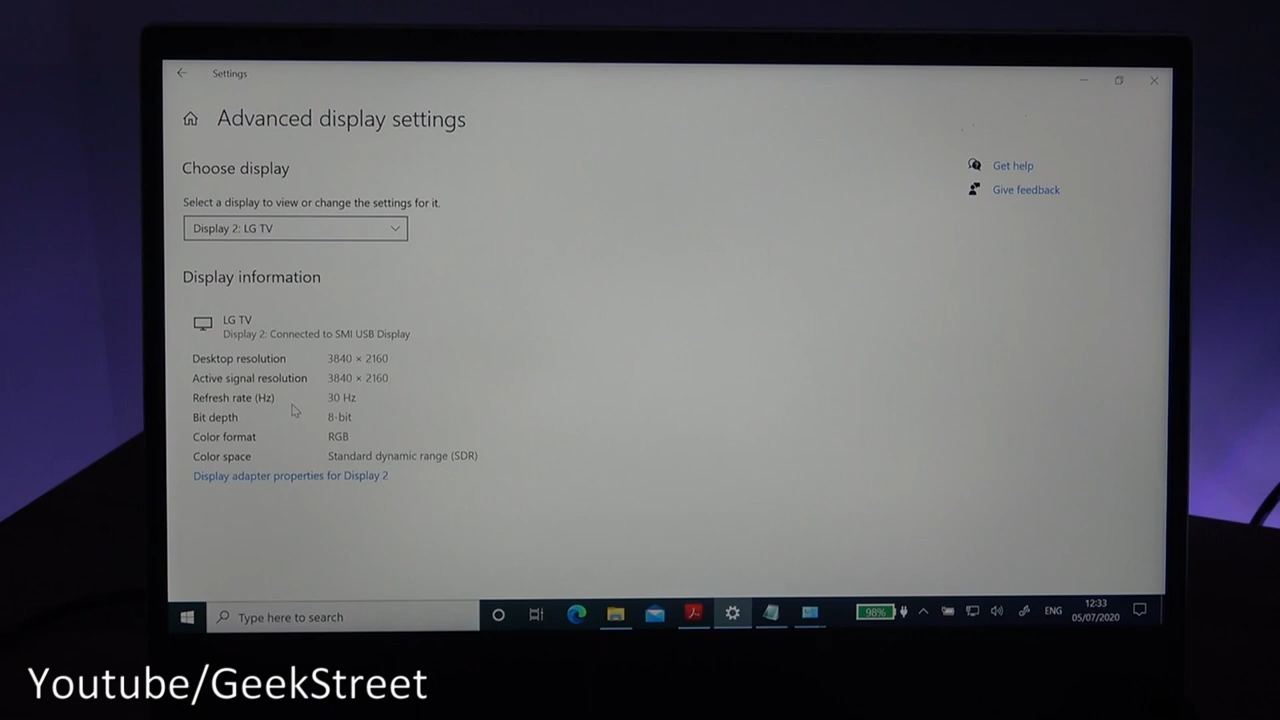 Settings
Advanced display settings
Choose display
Select a display to view or change the settings for it.
Display 2: LG TV
Display information
LG TV
Display 2: Connected to SMI USB Display
Desktop resolution 3840 × 2160
Active signal resolution 3840 × 2160
Refresh rate (Hz) 30 Hz
Bit depth 8-bit
Color format RGB
Color space Standard dynamic range (SDR)
Display adapter properties for Display 2
Get help
Give feedback
Type here to search
98%
ENG
12:33
05/07/2020
Youtube/GeekStreet